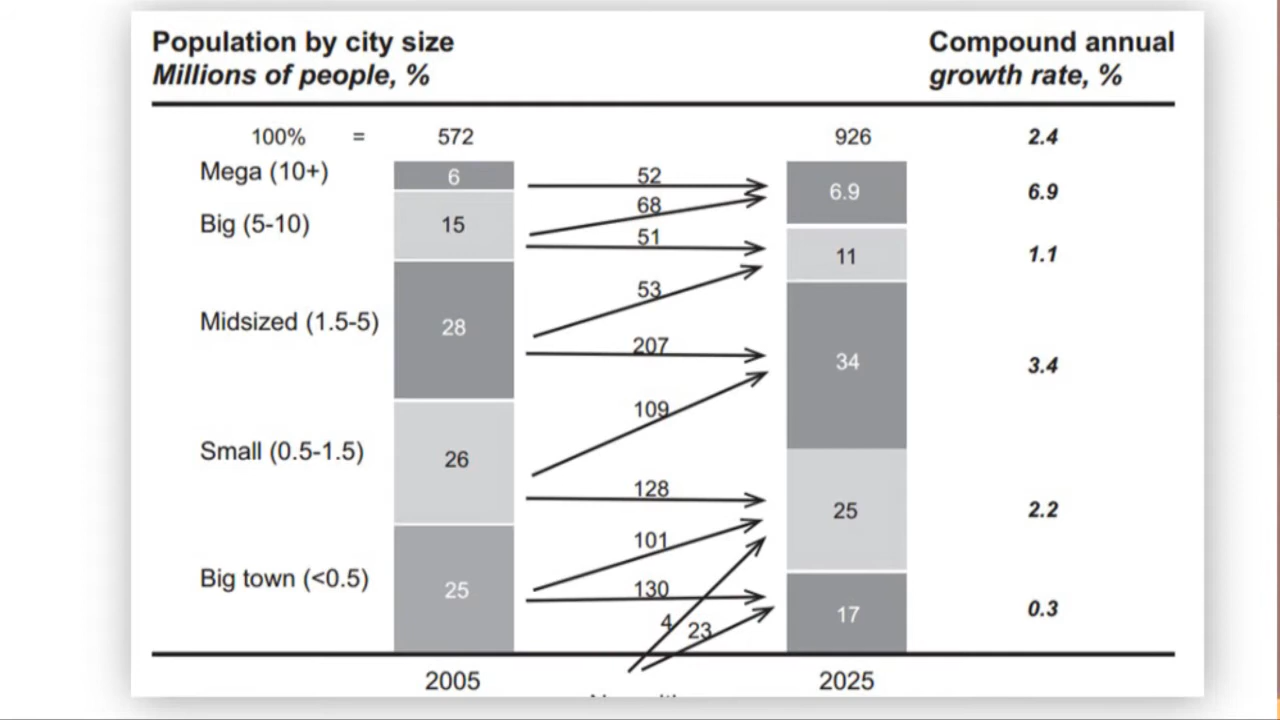 Population by city size
Millions of people, %
Compound annual
growth rate, %
100% = 572 926 2.4
Mega (10+) 6 52 6.9 6.9
68
Big (5-10) 15 51 11 1.1
53
Midsized (1.5-5) 28 207 34 3.4
109
Small (0.5-1.5) 26 128 25 2.2
101
Big town (<0.5) 25 130 17 0.3
4 23
2005 2025